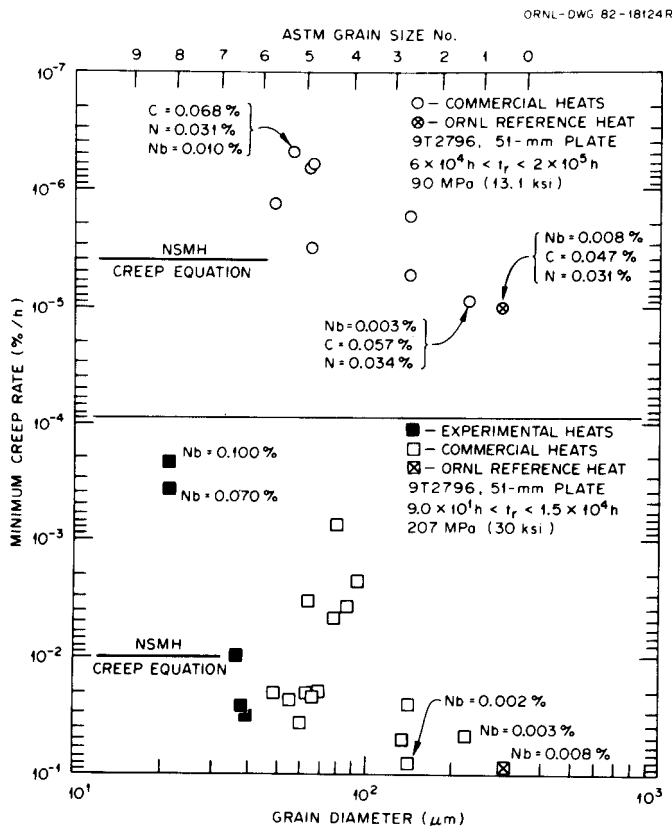 ORNL-DWG 82-18124R
ASTM GRAIN SIZE No.
9 8 7 6 5 4 3 2 1 0
10⁻⁷
C = 0.068 %
N = 0.031 %
Nb = 0.010 %
○ – COMMERCIAL HEATS
⊗ – ORNL REFERENCE HEAT
9T2796, 51-mm PLATE
6 × 10⁴ h < tᵣ < 2 × 10⁵ h
90 MPa (13.1 ksi)
10⁻⁶
NSMH
CREEP EQUATION
Nb = 0.008 %
C = 0.047 %
N = 0.031 %
10⁻⁵
Nb = 0.003 %
C = 0.057 %
N = 0.034 %
10⁻⁴
MINIMUM CREEP RATE (%/h)
■ – EXPERIMENTAL HEATS
□ – COMMERCIAL HEATS
⊠ – ORNL REFERENCE HEAT
9T2796, 51-mm PLATE
9.0 × 10¹ h < tᵣ < 1.5 × 10⁴ h
207 MPa (30 ksi)
Nb = 0.100 %
Nb = 0.070 %
10⁻³
NSMH
CREEP EQUATION
10⁻²
Nb = 0.002 %
Nb = 0.003 %
Nb = 0.008 %
10⁻¹
10¹ 10² 10³
GRAIN DIAMETER (μm)